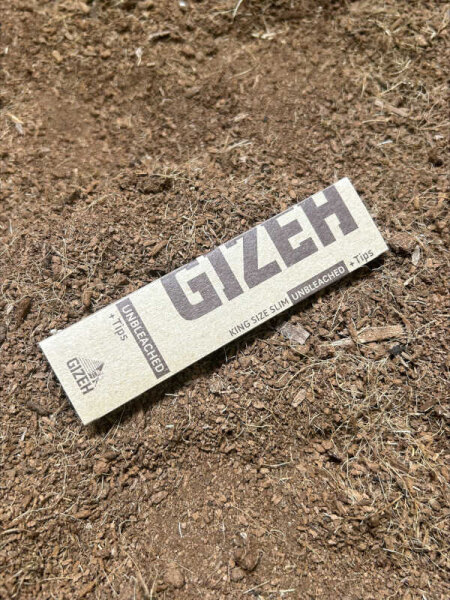 GIZEH
KING SIZE SLIM UNBLEACHED + Tips
UNBLEACHED
+ Tips
GIZEH